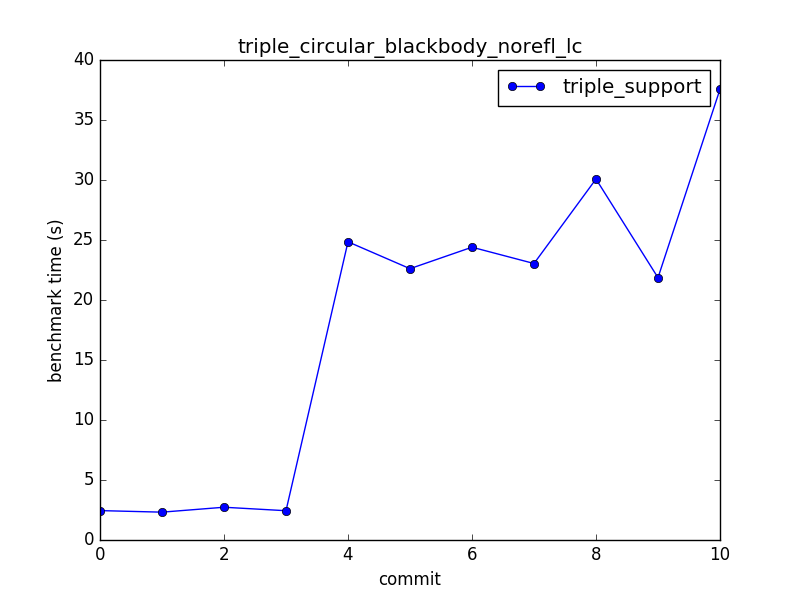 triple_circular_blackbody_norefl_lc
triple_support
40
35
30
25
20
15
10
5
0
benchmark time (s)
0 2 4 6 8 10
commit